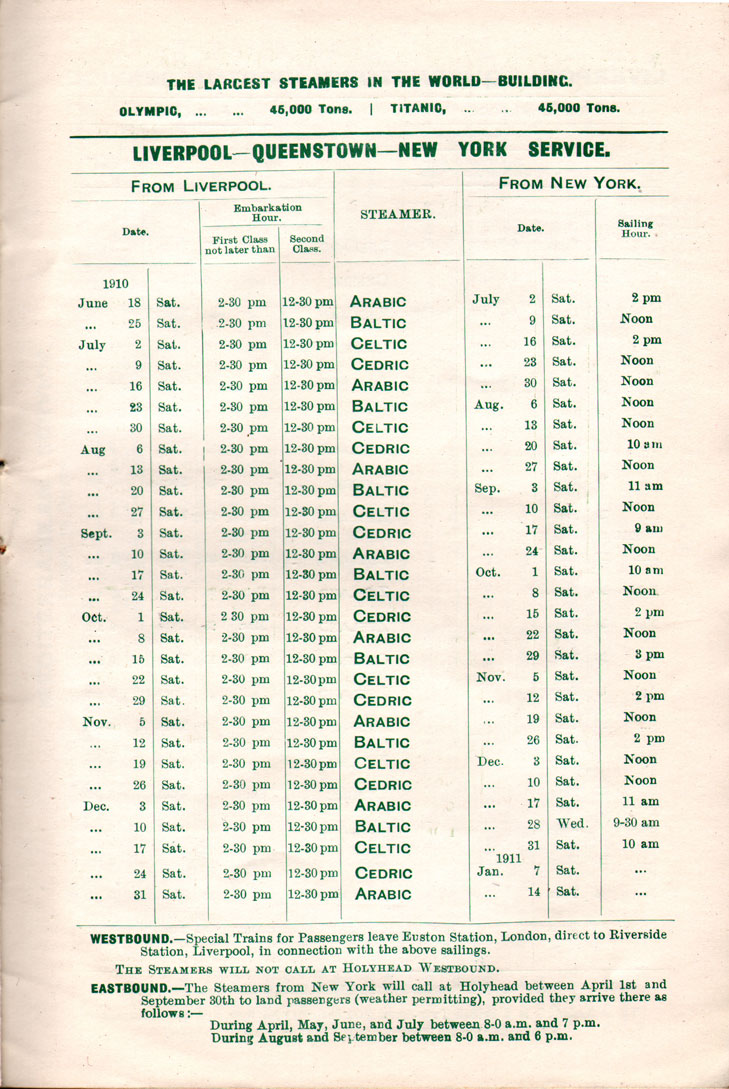 THE LARGEST STEAMERS IN THE WORLD—BUILDING.
OLYMPIC, ... ... 45,000 Tons. | TITANIC, ... ... 45,000 Tons.
LIVERPOOL—QUEENSTOWN—NEW YORK SERVICE.
FROM LIVERPOOL. FROM NEW YORK.
Date. Embarkation Hour. STEAMER. Date. Sailing Hour.
First Class not later than Second Class.
1910
June 18 Sat. 2-30 pm 12-30 pm ARABIC July 2 Sat. 2 pm
... 25 Sat. 2-30 pm 12-30 pm BALTIC ... 9 Sat. Noon
July 2 Sat. 2-30 pm 12-30 pm CELTIC ... 16 Sat. 2 pm
... 9 Sat. 2-30 pm 12-30 pm CEDRIC ... 23 Sat. Noon
... 16 Sat. 2-30 pm 12-30 pm ARABIC ... 30 Sat. Noon
... 23 Sat. 2-30 pm 12-30 pm BALTIC Aug. 6 Sat. Noon
... 30 Sat. 2-30 pm 12-30 pm CELTIC ... 13 Sat. Noon
Aug 6 Sat. 2-30 pm 12-30 pm CEDRIC ... 20 Sat. 10 am
... 13 Sat. 2-30 pm 12-30 pm ARABIC ... 27 Sat. Noon
... 20 Sat. 2-30 pm 12-30 pm BALTIC Sep. 3 Sat. 11 am
... 27 Sat. 2-30 pm 12-30 pm CELTIC ... 10 Sat. Noon
Sept. 3 Sat. 2-30 pm 12-30 pm CEDRIC ... 17 Sat. 9 am
... 10 Sat. 2-30 pm 12-30 pm ARABIC ... 24 Sat. Noon
... 17 Sat. 2-30 pm 12-30 pm BALTIC Oct. 1 Sat. 10 am
... 24 Sat. 2-30 pm 12-30 pm CELTIC ... 8 Sat. Noon.
Oct. 1 Sat. 2 30 pm 12-30 pm CEDRIC ... 15 Sat. 2 pm
... 8 Sat. 2-30 pm 12-30 pm ARABIC ... 22 Sat. Noon
... 15 Sat. 2-30 pm 12-30 pm BALTIC ... 29 Sat. 3 pm
... 22 Sat. 2-30 pm 12-30 pm CELTIC Nov. 5 Sat. Noon
... 29 Sat. 2-30 pm 12-30 pm CEDRIC ... 12 Sat. 2 pm
Nov. 5 Sat. 2-30 pm 12-30 pm ARABIC ... 19 Sat. Noon
... 12 Sat. 2-30 pm 12-30 pm BALTIC ... 26 Sat. 2 pm
... 19 Sat. 2-30 pm 12-30 pm CELTIC Dec. 3 Sat. Noon
... 26 Sat. 2-30 pm 12-30 pm CEDRIC ... 10 Sat. Noon
Dec. 3 Sat. 2-30 pm 12-30 pm ARABIC ... 17 Sat. 11 am
... 10 Sat. 2-30 pm 12-30 pm BALTIC ... 28 Wed. 9-30 am
... 17 Sat. 2-30 pm 12-30 pm CELTIC ... 31 Sat. 10 am
1911
... 24 Sat. 2-30 pm 12-30 pm CEDRIC Jan. 7 Sat. ...
... 31 Sat. 2-30 pm 12-30 pm ARABIC ... 14 Sat. ...
WESTBOUND.—Special Trains for Passengers leave Euston Station, London, direct to Riverside
Station, Liverpool, in connection with the above sailings.
THE STEAMERS WILL NOT CALL AT HOLYHEAD WESTBOUND.
EASTBOUND.—The Steamers from New York will call at Holyhead between April 1st and
September 30th to land passengers (weather permitting), provided they arrive there as
follows :—
During April, May, June, and July between 8-0 a.m. and 7 p.m.
During August and September between 8-0 a.m. and 6 p.m.